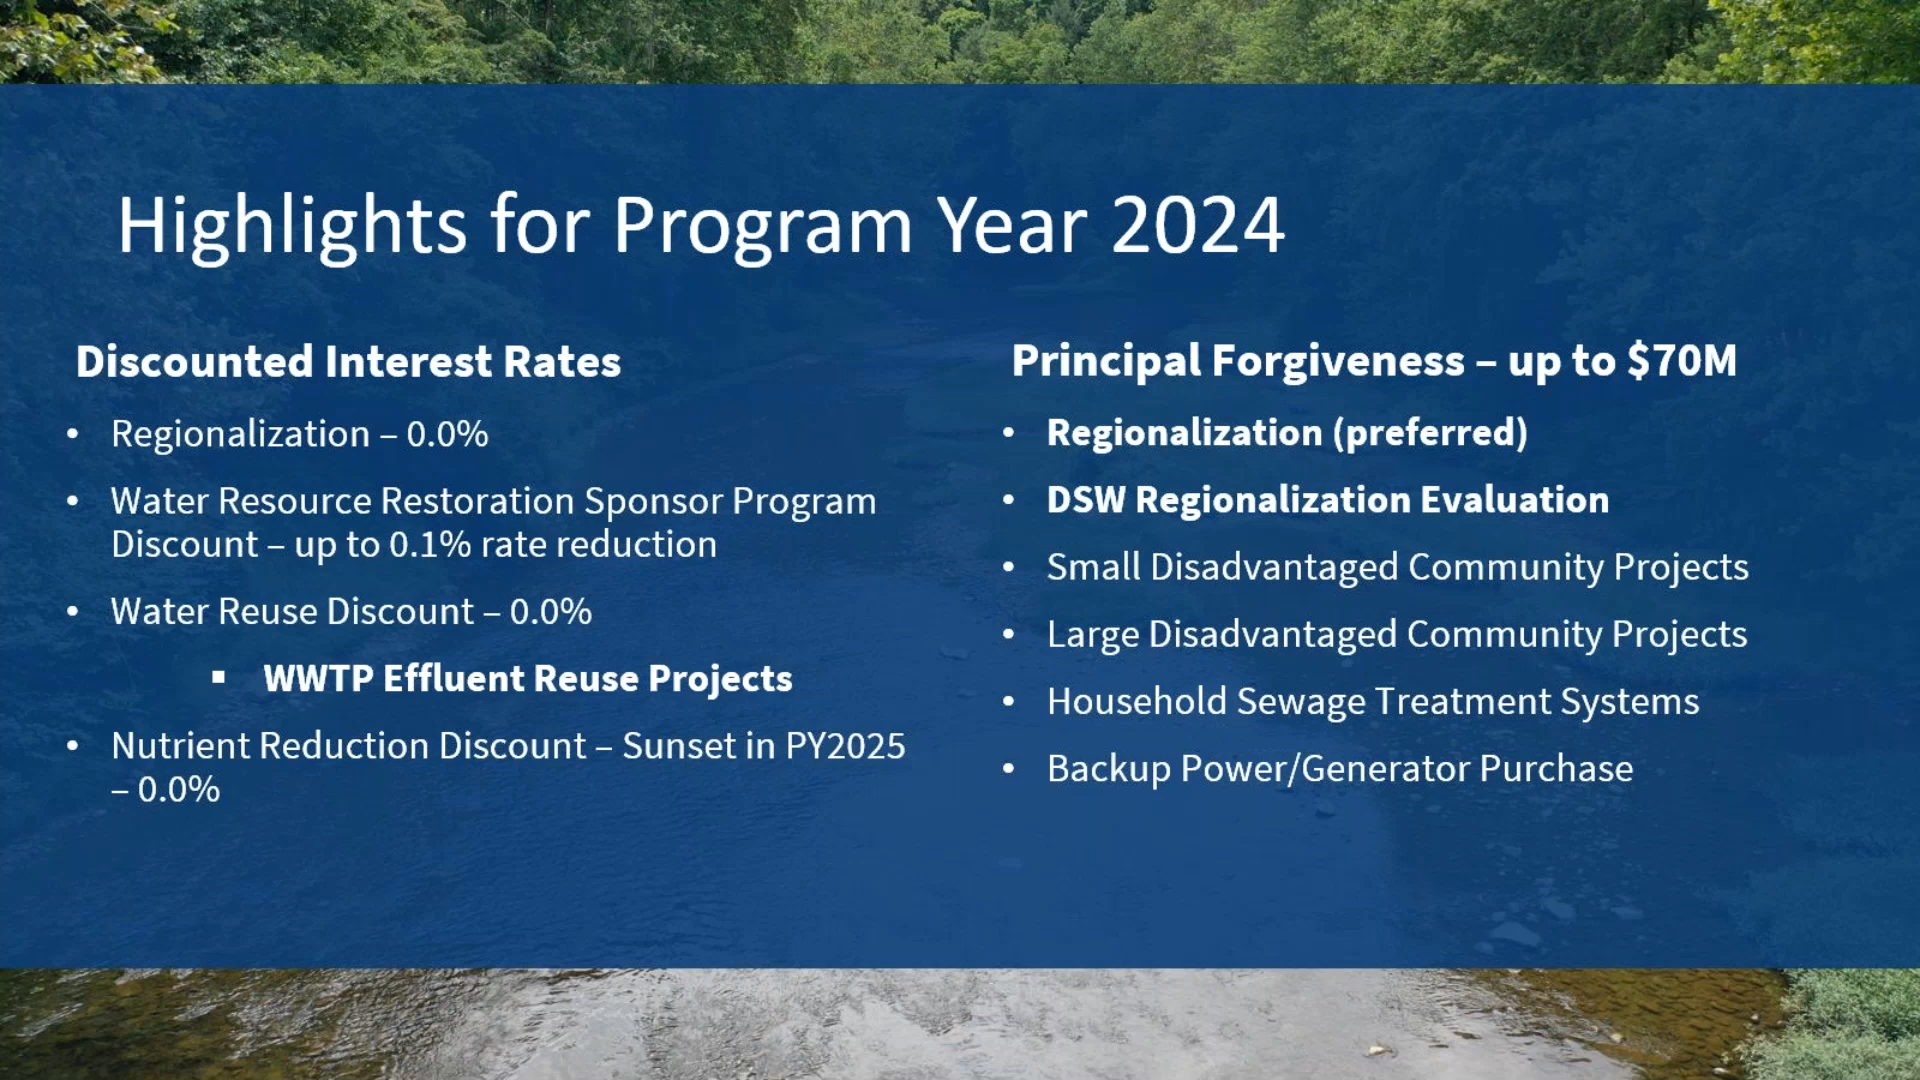 Highlights for Program Year 2024
Discounted Interest Rates
• Regionalization – 0.0%
• Water Resource Restoration Sponsor Program
Discount – up to 0.1% rate reduction
• Water Reuse Discount – 0.0%
▪ WWTP Effluent Reuse Projects
• Nutrient Reduction Discount – Sunset in PY2025
– 0.0%
Principal Forgiveness – up to $70M
• Regionalization (preferred)
• DSW Regionalization Evaluation
• Small Disadvantaged Community Projects
• Large Disadvantaged Community Projects
• Household Sewage Treatment Systems
• Backup Power/Generator Purchase